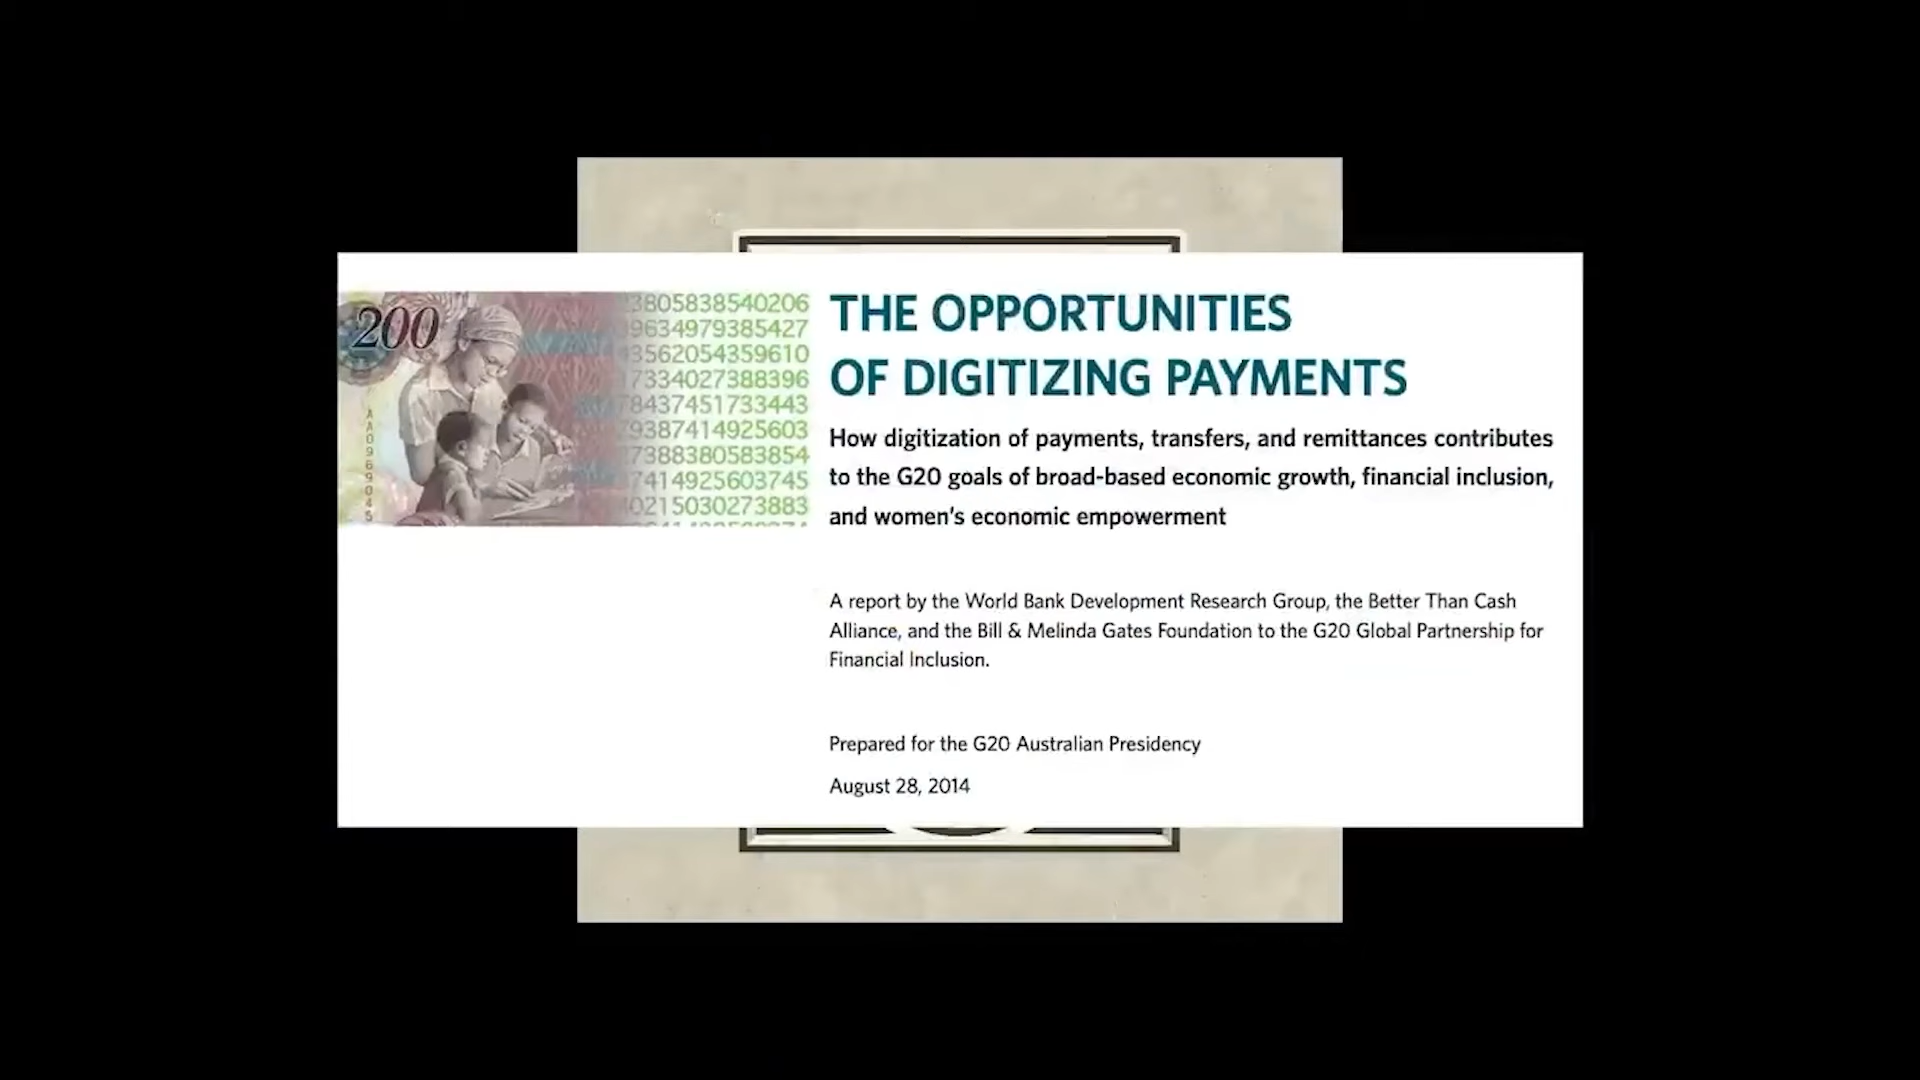 200
3805838540206
9634979385427
3562054359610
7334027388396
78437451733443
9387414925603
7388380583854
7414925603745
0215030273883
AA0969045
THE OPPORTUNITIES
OF DIGITIZING PAYMENTS
How digitization of payments, transfers, and remittances contributes
to the G20 goals of broad-based economic growth, financial inclusion,
and women's economic empowerment
A report by the World Bank Development Research Group, the Better Than Cash
Alliance, and the Bill & Melinda Gates Foundation to the G20 Global Partnership for
Financial Inclusion.
Prepared for the G20 Australian Presidency
August 28, 2014